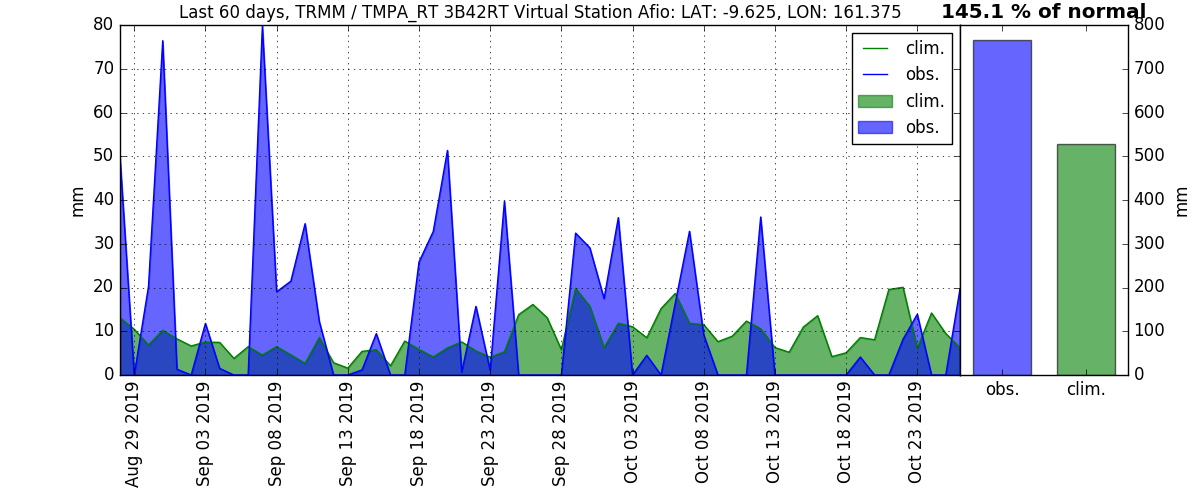 Last 60 days, TRMM / TMPA_RT 3B42RT Virtual Station Afio: LAT: -9.625, LON: 161.375
145.1 % of normal
80
70
60
50
40
30
20
10
0
mm
clim.
obs.
clim.
obs.
800
700
600
500
400
300
200
100
0
mm
obs.
clim.
Aug 29 2019
Sep 03 2019
Sep 08 2019
Sep 13 2019
Sep 18 2019
Sep 23 2019
Sep 28 2019
Oct 03 2019
Oct 08 2019
Oct 13 2019
Oct 18 2019
Oct 23 2019